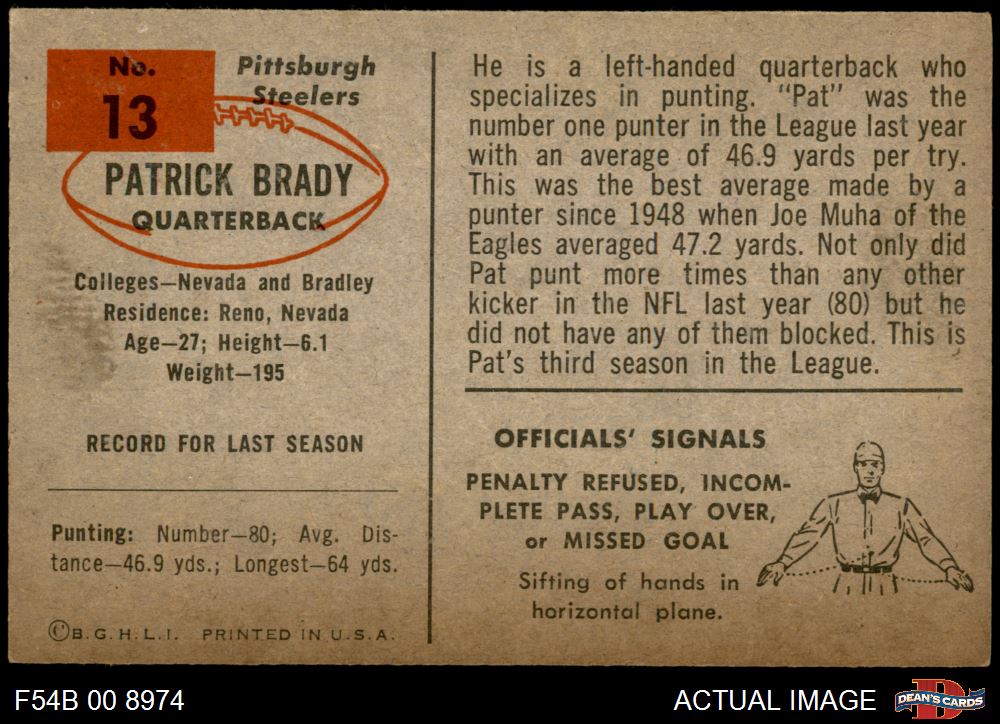 No.
13
Pittsburgh
Steelers
PATRICK BRADY
QUARTERBACK
Colleges—Nevada and Bradley
Residence: Reno, Nevada
Age—27; Height—6.1
Weight—195
RECORD FOR LAST SEASON
Punting: Number—80; Avg. Dis-
tance—46.9 yds.; Longest—64 yds.
©B.G.H.L.I. PRINTED IN U.S.A.
He is a left-handed quarterback who
specializes in punting. "Pat" was the
number one punter in the League last year
with an average of 46.9 yards per try.
This was the best average made by a
punter since 1948 when Joe Muha of the
Eagles averaged 47.2 yards. Not only did
Pat punt more times than any other
kicker in the NFL last year (80) but he
did not have any of them blocked. This is
Pat's third season in the League.
OFFICIALS' SIGNALS
PENALTY REFUSED, INCOM-
PLETE PASS, PLAY OVER,
or MISSED GOAL
Sifting of hands in
horizontal plane.
F54B 00 8974
ACTUAL IMAGE
D
DEAN'S CARDS